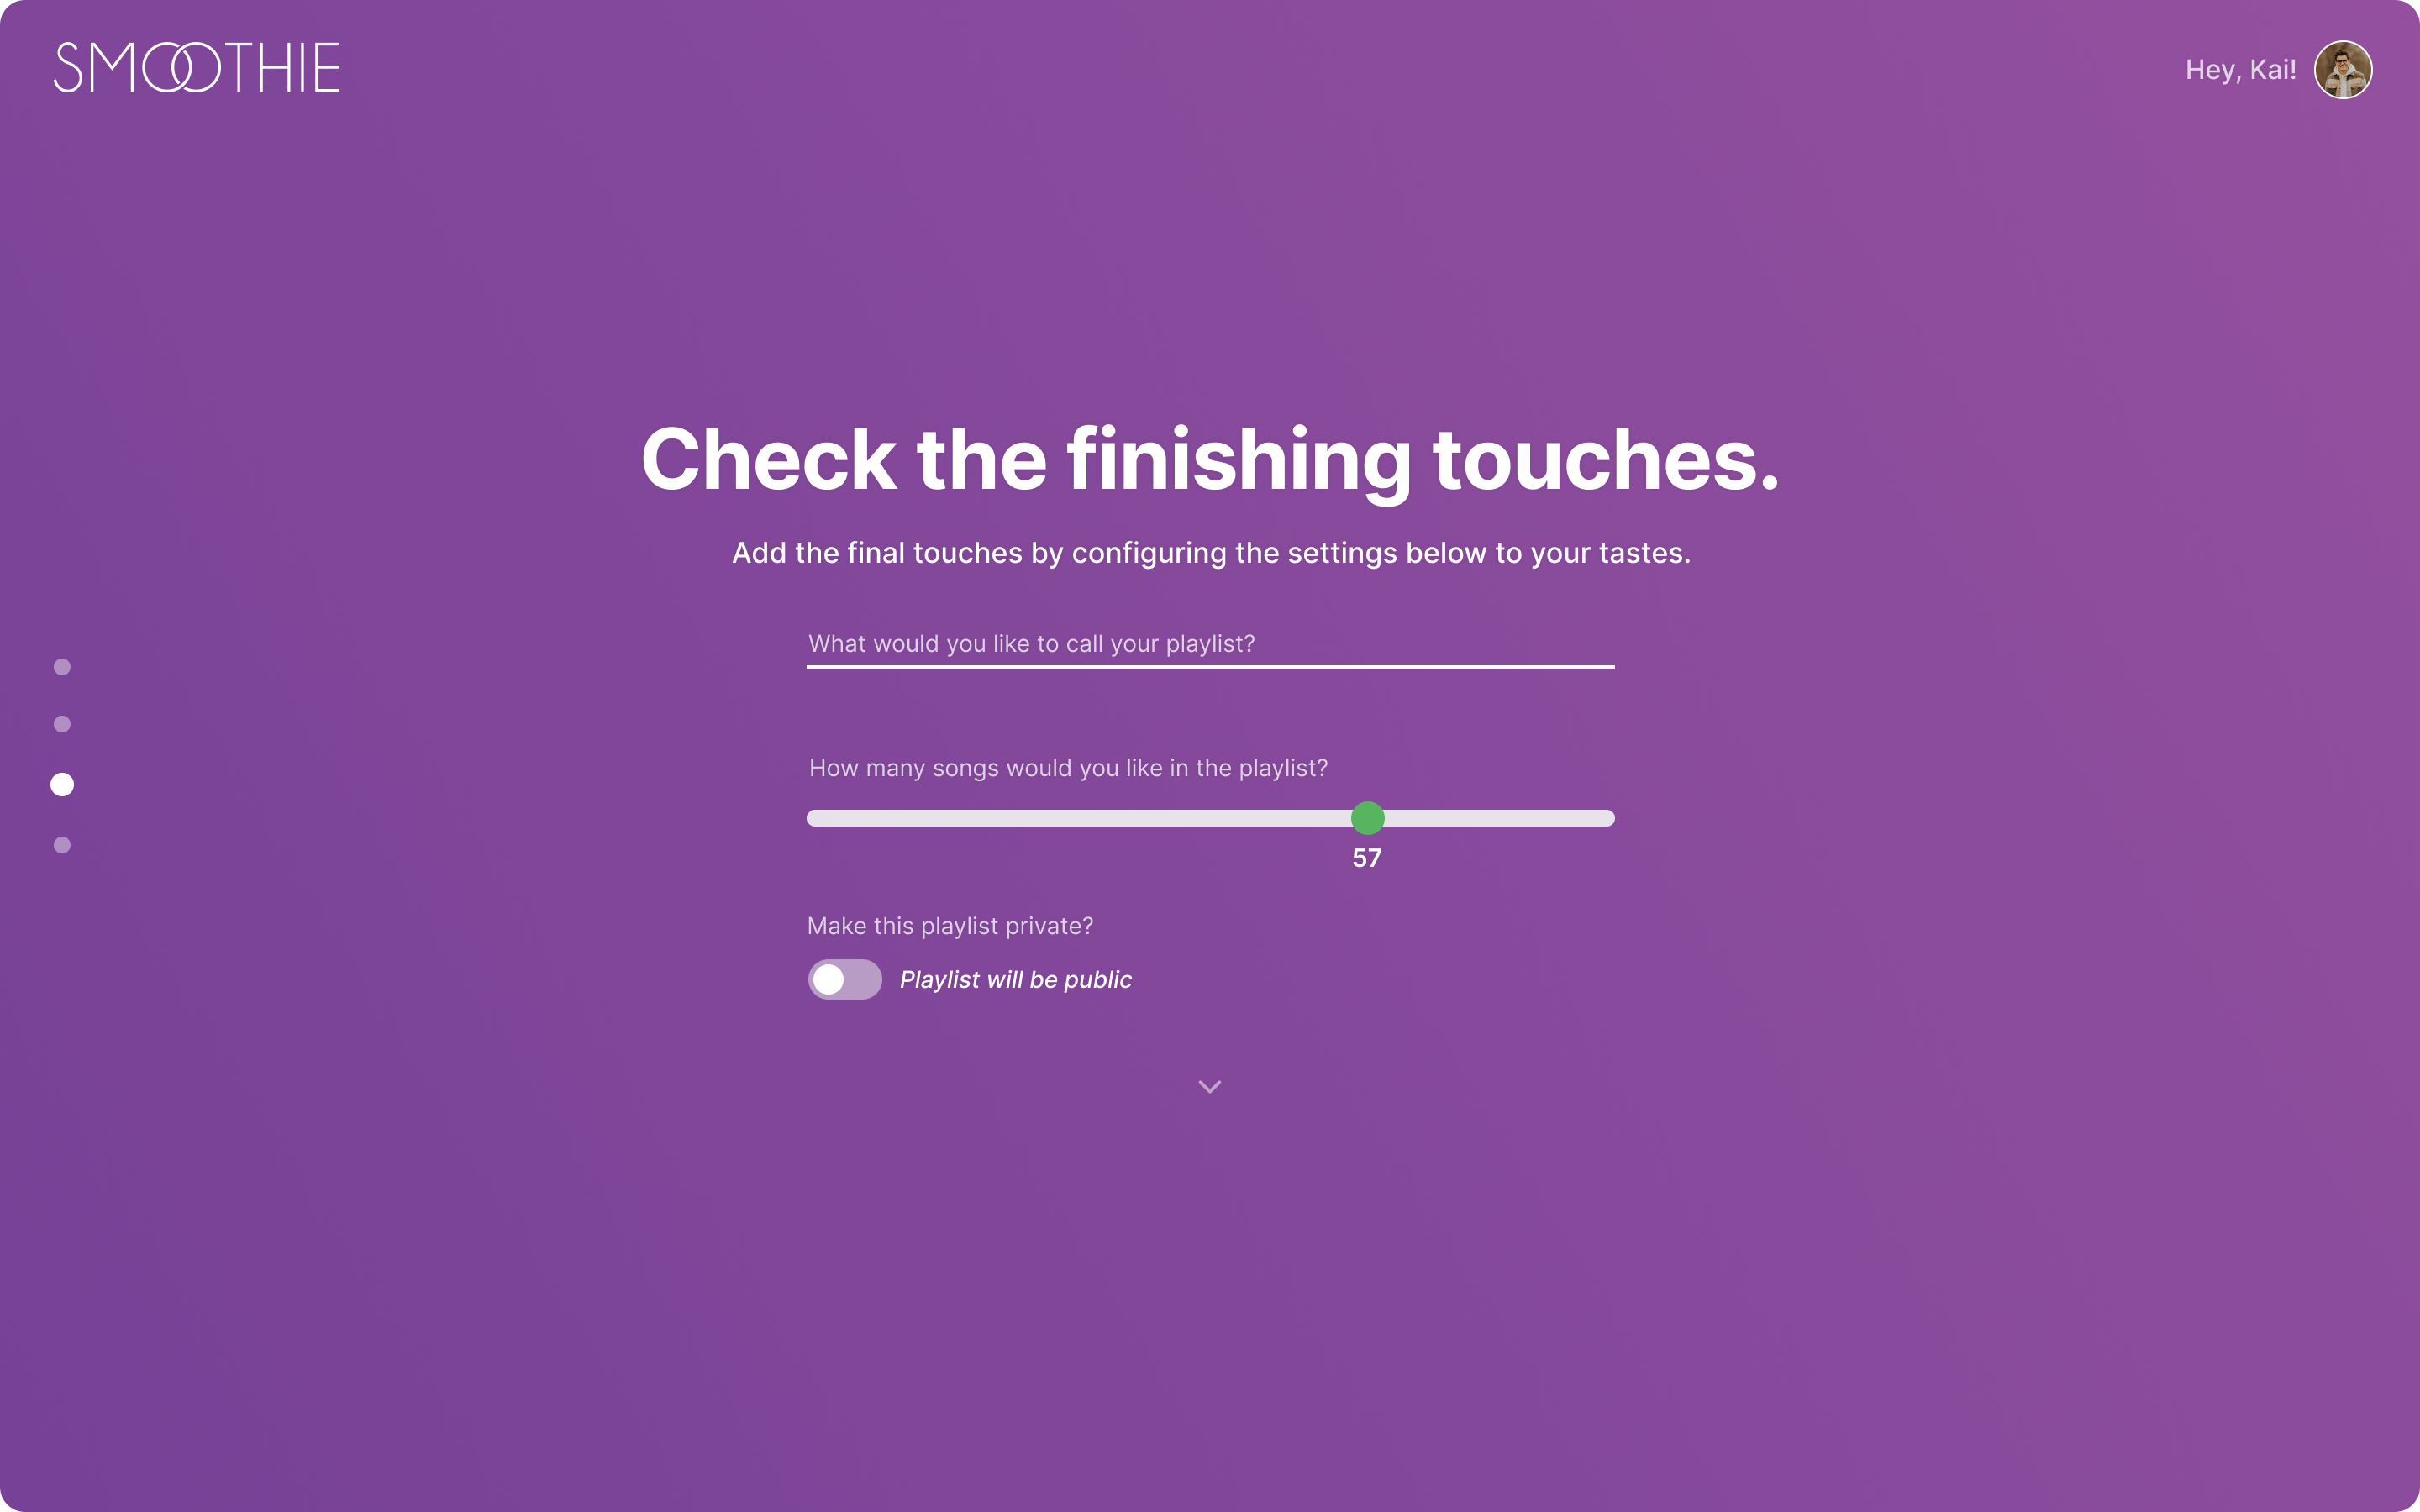 SMOOTHIE
Hey, Kai!
Check the finishing touches.
Add the final touches by configuring the settings below to your tastes.
What would you like to call your playlist?
How many songs would you like in the playlist?
57
Make this playlist private?
Playlist will be public